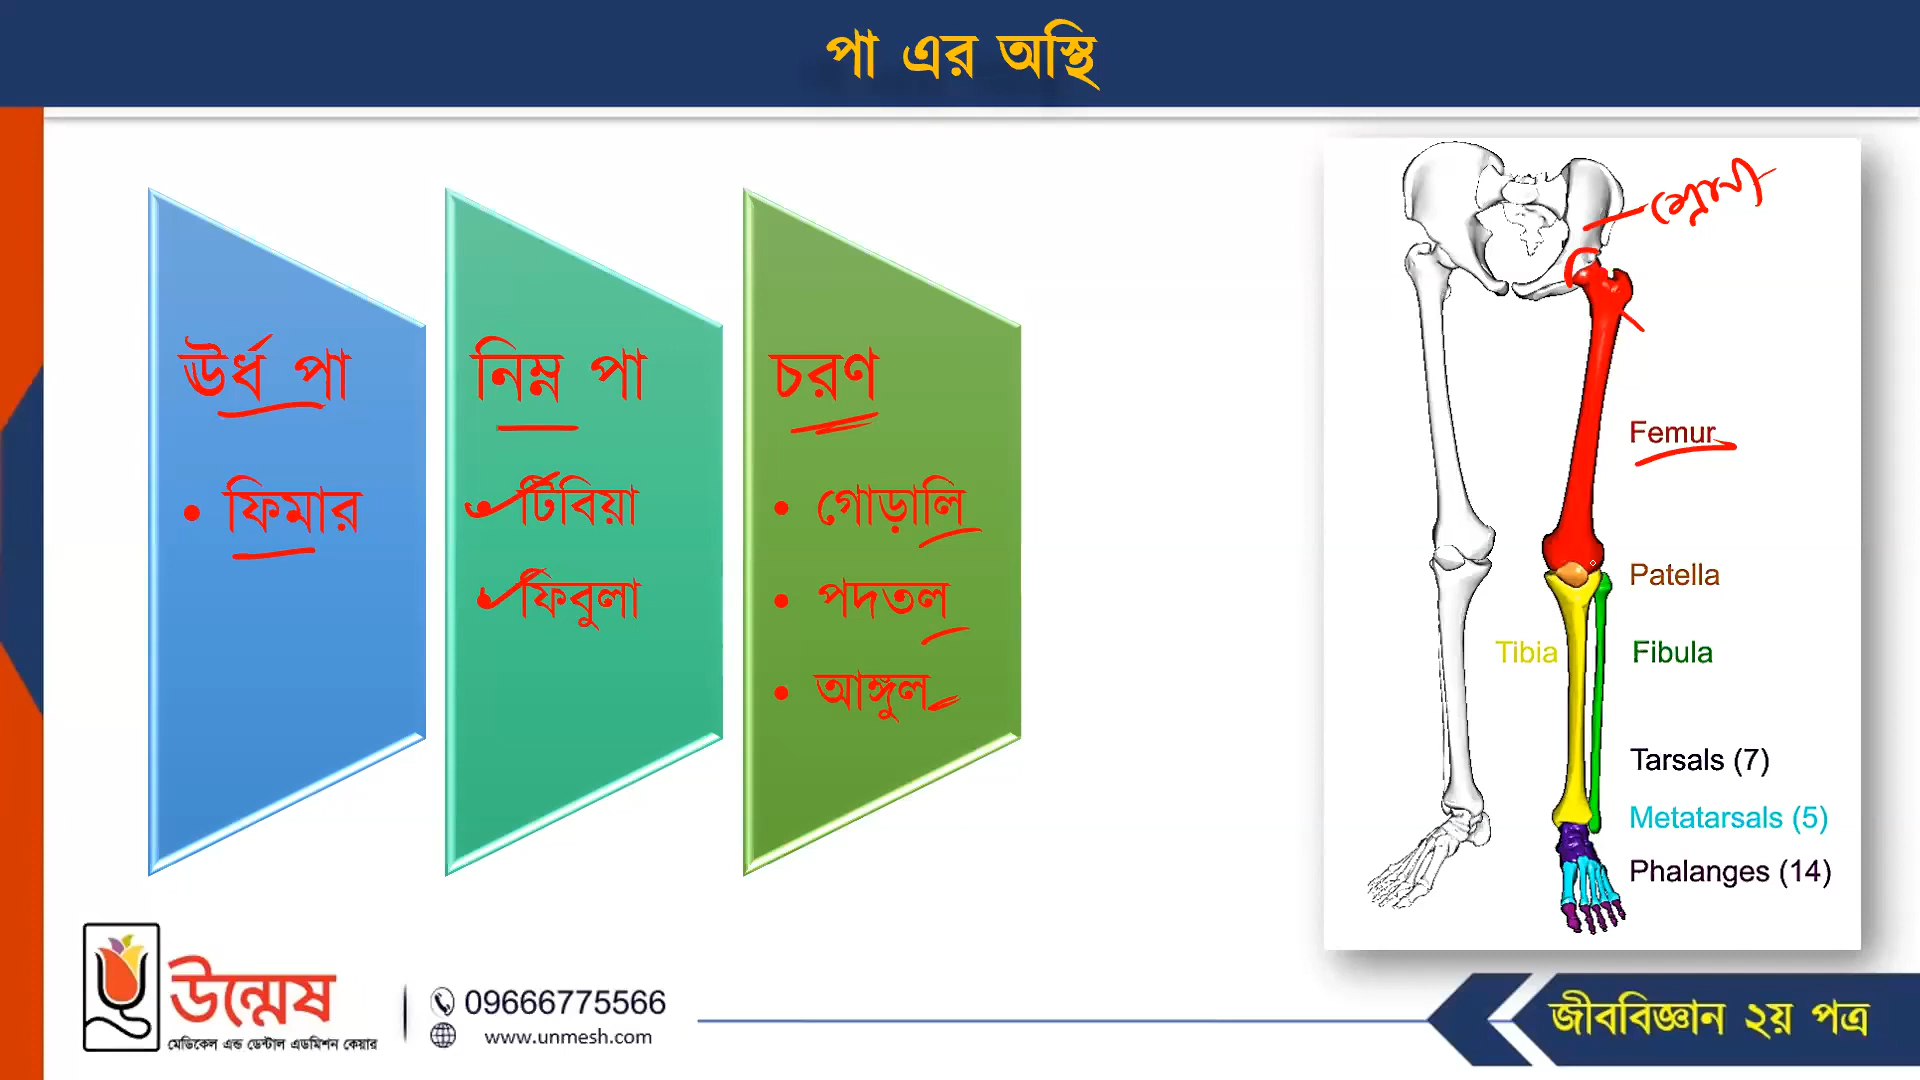 পা এর অস্থি
ঊর্ধ পা
• ফিমার
নিম্ন পা
• টিবিয়া
• ফিবুলা
চরণ
• গোড়ালি
• পদতল
• আঙ্গুল
Femur
Patella
Tibia
Fibula
Tarsals (7)
Metatarsals (5)
Phalanges (14)
উন্মেষ
মেডিকেল এন্ড ডেন্টাল এডমিশন কেয়ার
09666775566
www.unmesh.com
জীববিজ্ঞান ২য় পত্র